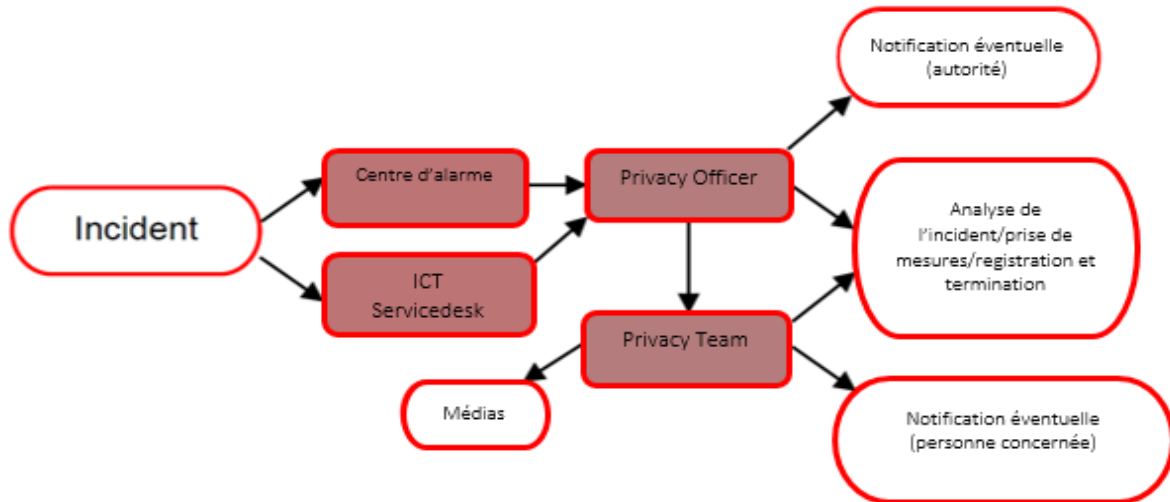 Notification éventuelle
(autorité)
Centre d'alarme
Privacy Officer
Incident
Analyse de
l'incident/prise de
mesures/registration et
termination
ICT
Servicedesk
Privacy Team
Médias
Notification éventuelle
(personne concernée)